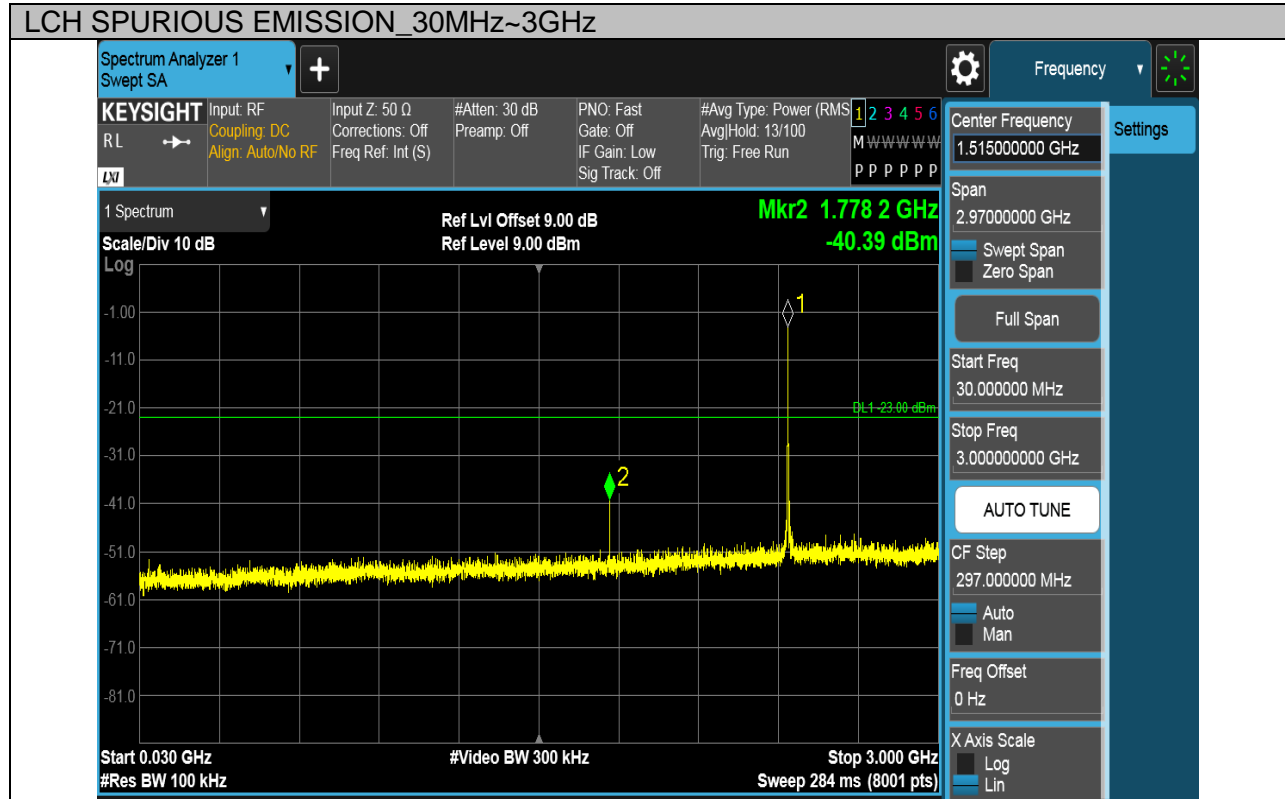 LCH SPURIOUS EMISSION_30MHz~3GHz
Spectrum Analyzer 1
Swept SA
+
Frequency
KEYSIGHT
RL
LXI
Input: RF
Coupling: DC
Align: Auto/No RF
Input Z: 50 Ω
Corrections: Off
Freq Ref: Int (S)
#Atten: 30 dB
Preamp: Off
PNO: Fast
Gate: Off
IF Gain: Low
Sig Track: Off
#Avg Type: Power (RMS
Avg|Hold: 13/100
Trig: Free Run
1 2 3 4 5 6
M W W W W W
P P P P P P
1 Spectrum
Scale/Div 10 dB
Log
Ref Lvl Offset 9.00 dB
Ref Level 9.00 dBm
Mkr2 1.778 2 GHz
-40.39 dBm
1
-1.00
-11.0
-21.0
DL1 -23.00 dBm
-31.0
2
-41.0
-51.0
-61.0
-71.0
-81.0
Start 0.030 GHz
#Res BW 100 kHz
#Video BW 300 kHz
Stop 3.000 GHz
Sweep 284 ms (8001 pts)
Center Frequency
1.515000000 GHz
Settings
Span
2.97000000 GHz
Swept Span
Zero Span
Full Span
Start Freq
30.000000 MHz
Stop Freq
3.000000000 GHz
AUTO TUNE
CF Step
297.000000 MHz
Auto
Man
Freq Offset
0 Hz
X Axis Scale
Log
Lin